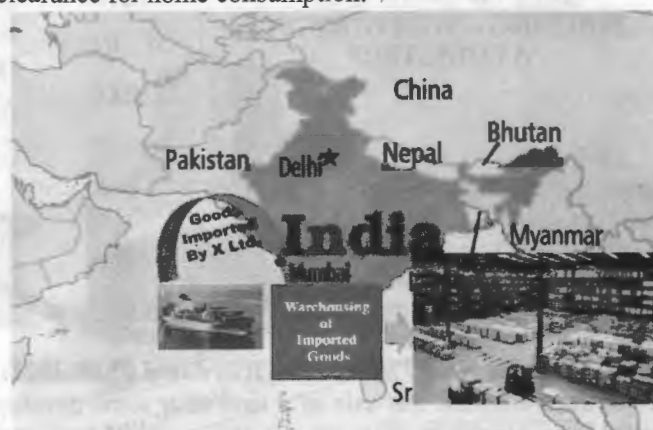 clearance for home consumption.
China
Bhutan
Pakistan
Delhi
Nepal
Goods
Imported
By X Ltd.
India
Myanmar
Mumbai
Warehousing
of
Imported
Goods
Sr